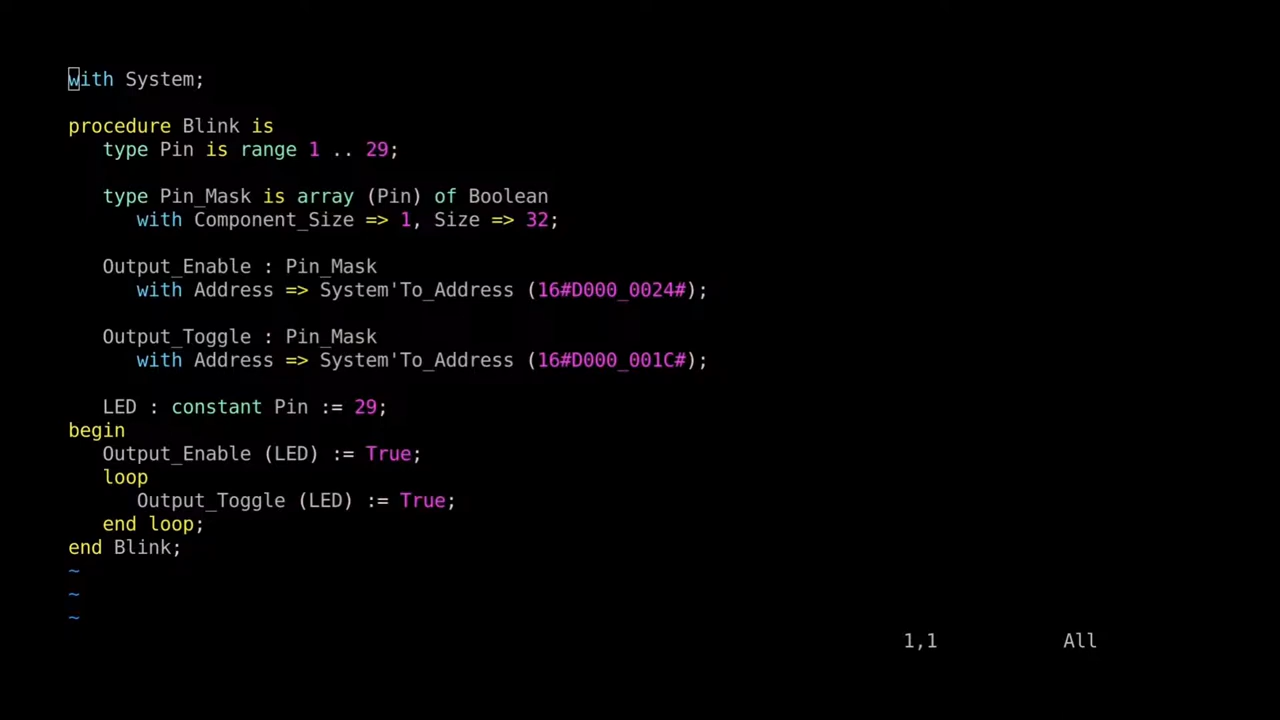 with System;
procedure Blink is
type Pin is range 1 .. 29;
type Pin_Mask is array (Pin) of Boolean
with Component_Size => 1, Size => 32;
Output_Enable : Pin_Mask
with Address => System'To_Address (16#D000_0024#);
Output_Toggle : Pin_Mask
with Address => System'To_Address (16#D000_001C#);
LED : constant Pin := 29;
begin
Output_Enable (LED) := True;
loop
Output_Toggle (LED) := True;
end loop;
end Blink;
~
~
~
1,1 All